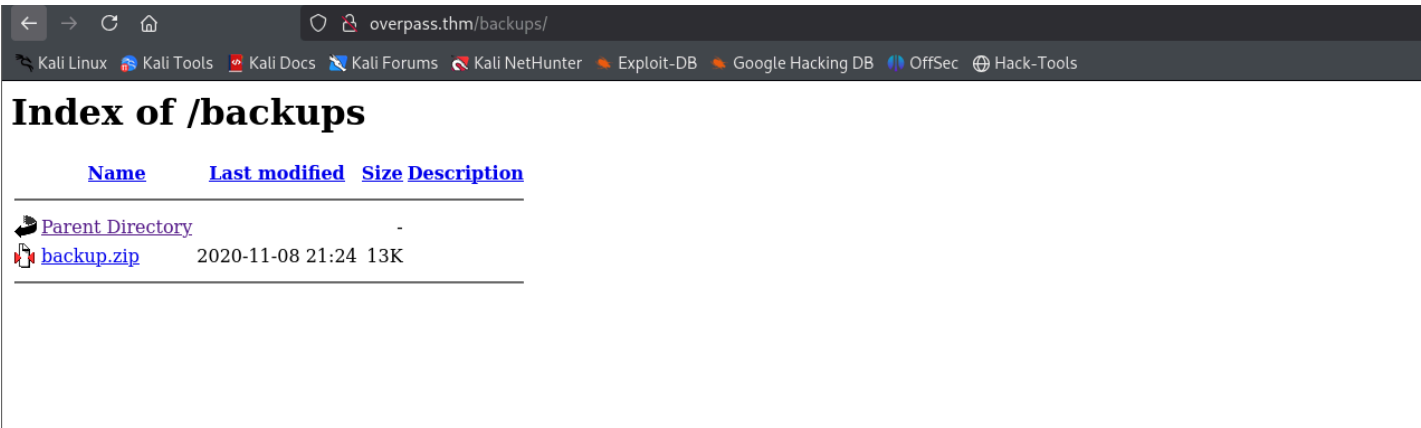 overpass.thm/backups/
Kali Linux Kali Tools Kali Docs Kali Forums Kali NetHunter Exploit-DB Google Hacking DB OffSec Hack-Tools
Index of /backups
Name Last modified Size Description
Parent Directory -
backup.zip 2020-11-08 21:24 13K